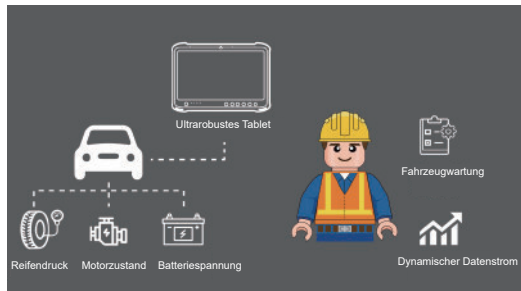 Ultrarobustes Tablet
Fahrzeugwartung
Reifendruck
Motorzustand
Batteriespannung
Dynamischer Datenstrom